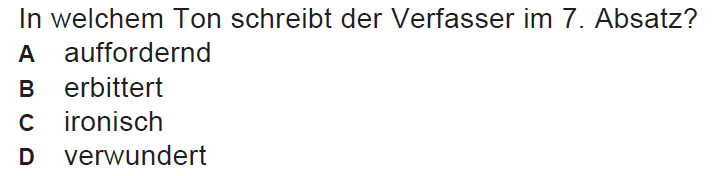 In welchem Ton schreibt der Verfasser im 7. Absatz?
A auffordernd
B erbittert
C ironisch
D verwundert